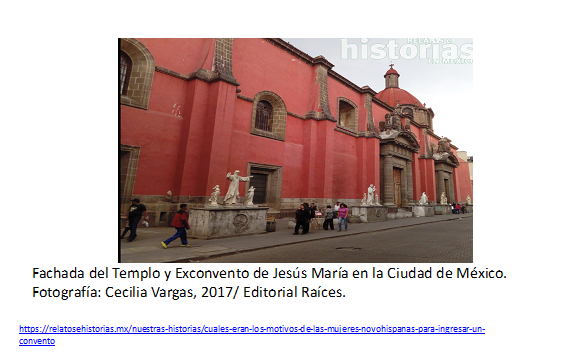 RELATOS e
historias
EN MÉXICO
Fachada del Templo y Exconvento de Jesús María en la Ciudad de México.
Fotografía: Cecilia Vargas, 2017/ Editorial Raíces.
https://relatosehistorias.mx/nuestras-historias/cuales-eran-los-motivos-de-las-mujeres-novohispanas-para-ingresar-un-
convento